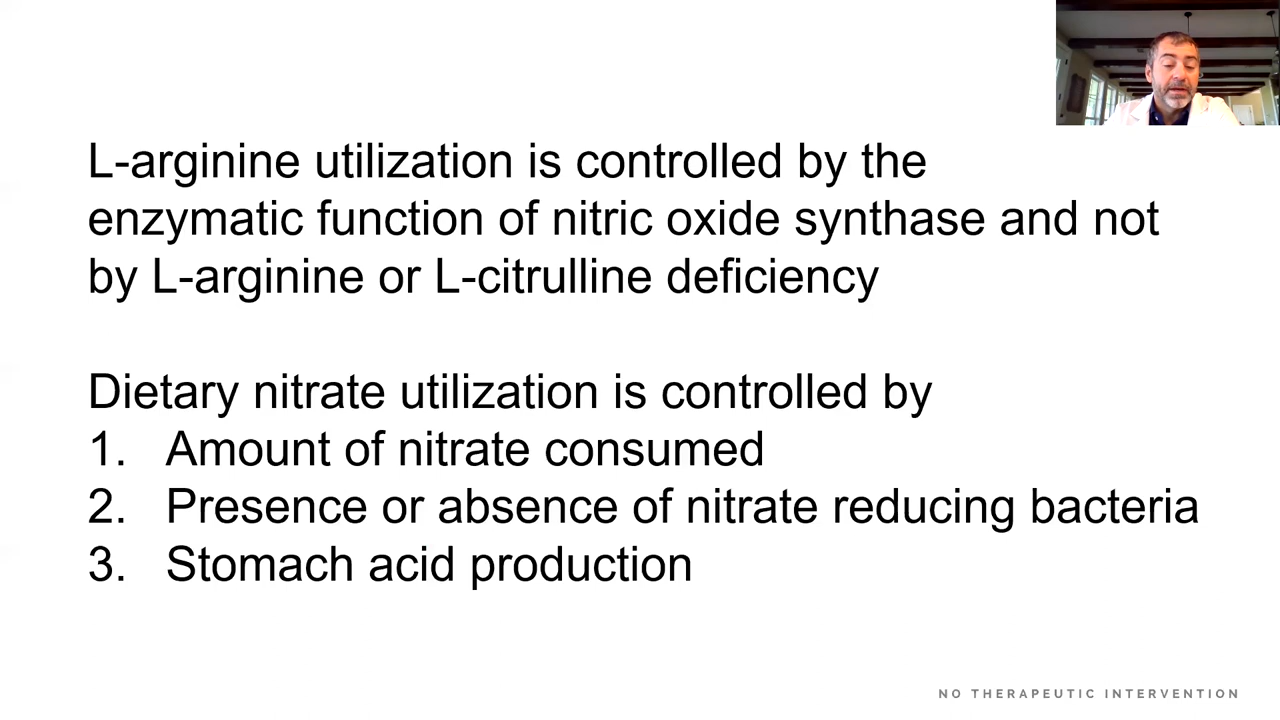 L-arginine utilization is controlled by the
enzymatic function of nitric oxide synthase and not
by L-arginine or L-citrulline deficiency
Dietary nitrate utilization is controlled by
1. Amount of nitrate consumed
2. Presence or absence of nitrate reducing bacteria
3. Stomach acid production
NO THERAPEUTIC INTERVENTION